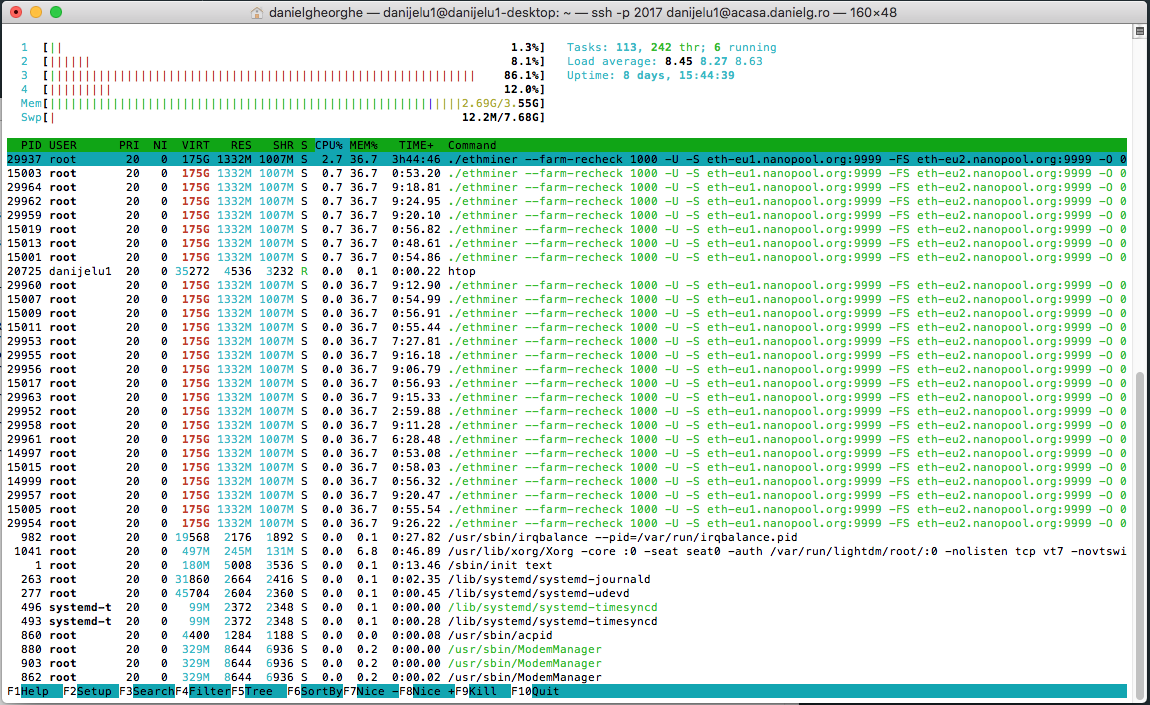 danielgheorghe — danijelu1@danijelu1-desktop: ~ — ssh -p 2017 danijelu1@acasa.danielg.ro — 160×48
1 [|| 1.3%] Tasks: 113, 242 thr; 6 running
2 [|||||| 8.1%] Load average: 8.45 8.27 8.63
3 [||||||||||||||||||||||||||||||||||||||||||||||||||||||||||||| 86.1%] Uptime: 8 days, 15:44:39
4 [||||||||| 12.0%]
Mem[|||||||||||||||||||||||||||||||||||||||||||||||||||||||||||2.69G/3.55G]
Swp[| 12.2M/7.68G]
PID USER PRI NI VIRT RES SHR S CPU% MEM% TIME+ Command
29937 root 20 0 175G 1332M 1007M S 2.7 36.7 3h44:46 ./ethminer --farm-recheck 1000 -U -S eth-eu1.nanopool.org:9999 -FS eth-eu2.nanopool.org:9999 -O 0
15003 root 20 0 175G 1332M 1007M S 0.7 36.7 0:53.20 ./ethminer --farm-recheck 1000 -U -S eth-eu1.nanopool.org:9999 -FS eth-eu2.nanopool.org:9999 -O 0
29964 root 20 0 175G 1332M 1007M S 0.7 36.7 9:18.81 ./ethminer --farm-recheck 1000 -U -S eth-eu1.nanopool.org:9999 -FS eth-eu2.nanopool.org:9999 -O 0
29962 root 20 0 175G 1332M 1007M S 0.7 36.7 9:24.95 ./ethminer --farm-recheck 1000 -U -S eth-eu1.nanopool.org:9999 -FS eth-eu2.nanopool.org:9999 -O 0
29959 root 20 0 175G 1332M 1007M S 0.7 36.7 9:20.10 ./ethminer --farm-recheck 1000 -U -S eth-eu1.nanopool.org:9999 -FS eth-eu2.nanopool.org:9999 -O 0
15019 root 20 0 175G 1332M 1007M S 0.7 36.7 0:56.82 ./ethminer --farm-recheck 1000 -U -S eth-eu1.nanopool.org:9999 -FS eth-eu2.nanopool.org:9999 -O 0
15013 root 20 0 175G 1332M 1007M S 0.7 36.7 0:48.61 ./ethminer --farm-recheck 1000 -U -S eth-eu1.nanopool.org:9999 -FS eth-eu2.nanopool.org:9999 -O 0
15001 root 20 0 175G 1332M 1007M S 0.7 36.7 0:54.86 ./ethminer --farm-recheck 1000 -U -S eth-eu1.nanopool.org:9999 -FS eth-eu2.nanopool.org:9999 -O 0
20725 danijelu1 20 0 35272 4536 3232 R 0.0 0.1 0:00.22 htop
29960 root 20 0 175G 1332M 1007M S 0.0 36.7 9:12.90 ./ethminer --farm-recheck 1000 -U -S eth-eu1.nanopool.org:9999 -FS eth-eu2.nanopool.org:9999 -O 0
15007 root 20 0 175G 1332M 1007M S 0.0 36.7 0:54.99 ./ethminer --farm-recheck 1000 -U -S eth-eu1.nanopool.org:9999 -FS eth-eu2.nanopool.org:9999 -O 0
15009 root 20 0 175G 1332M 1007M S 0.0 36.7 0:56.91 ./ethminer --farm-recheck 1000 -U -S eth-eu1.nanopool.org:9999 -FS eth-eu2.nanopool.org:9999 -O 0
15011 root 20 0 175G 1332M 1007M S 0.0 36.7 0:55.44 ./ethminer --farm-recheck 1000 -U -S eth-eu1.nanopool.org:9999 -FS eth-eu2.nanopool.org:9999 -O 0
29953 root 20 0 175G 1332M 1007M S 0.0 36.7 7:27.81 ./ethminer --farm-recheck 1000 -U -S eth-eu1.nanopool.org:9999 -FS eth-eu2.nanopool.org:9999 -O 0
29955 root 20 0 175G 1332M 1007M S 0.0 36.7 9:16.18 ./ethminer --farm-recheck 1000 -U -S eth-eu1.nanopool.org:9999 -FS eth-eu2.nanopool.org:9999 -O 0
29956 root 20 0 175G 1332M 1007M S 0.0 36.7 9:06.79 ./ethminer --farm-recheck 1000 -U -S eth-eu1.nanopool.org:9999 -FS eth-eu2.nanopool.org:9999 -O 0
15017 root 20 0 175G 1332M 1007M S 0.0 36.7 0:56.93 ./ethminer --farm-recheck 1000 -U -S eth-eu1.nanopool.org:9999 -FS eth-eu2.nanopool.org:9999 -O 0
29963 root 20 0 175G 1332M 1007M S 0.0 36.7 9:15.33 ./ethminer --farm-recheck 1000 -U -S eth-eu1.nanopool.org:9999 -FS eth-eu2.nanopool.org:9999 -O 0
29952 root 20 0 175G 1332M 1007M S 0.0 36.7 2:59.88 ./ethminer --farm-recheck 1000 -U -S eth-eu1.nanopool.org:9999 -FS eth-eu2.nanopool.org:9999 -O 0
29958 root 20 0 175G 1332M 1007M S 0.0 36.7 9:11.28 ./ethminer --farm-recheck 1000 -U -S eth-eu1.nanopool.org:9999 -FS eth-eu2.nanopool.org:9999 -O 0
29961 root 20 0 175G 1332M 1007M S 0.0 36.7 6:28.48 ./ethminer --farm-recheck 1000 -U -S eth-eu1.nanopool.org:9999 -FS eth-eu2.nanopool.org:9999 -O 0
14997 root 20 0 175G 1332M 1007M S 0.0 36.7 0:53.08 ./ethminer --farm-recheck 1000 -U -S eth-eu1.nanopool.org:9999 -FS eth-eu2.nanopool.org:9999 -O 0
15015 root 20 0 175G 1332M 1007M S 0.0 36.7 0:58.03 ./ethminer --farm-recheck 1000 -U -S eth-eu1.nanopool.org:9999 -FS eth-eu2.nanopool.org:9999 -O 0
14999 root 20 0 175G 1332M 1007M S 0.0 36.7 0:56.32 ./ethminer --farm-recheck 1000 -U -S eth-eu1.nanopool.org:9999 -FS eth-eu2.nanopool.org:9999 -O 0
29957 root 20 0 175G 1332M 1007M S 0.0 36.7 9:20.47 ./ethminer --farm-recheck 1000 -U -S eth-eu1.nanopool.org:9999 -FS eth-eu2.nanopool.org:9999 -O 0
15005 root 20 0 175G 1332M 1007M S 0.0 36.7 0:55.54 ./ethminer --farm-recheck 1000 -U -S eth-eu1.nanopool.org:9999 -FS eth-eu2.nanopool.org:9999 -O 0
29954 root 20 0 175G 1332M 1007M S 0.0 36.7 9:26.22 ./ethminer --farm-recheck 1000 -U -S eth-eu1.nanopool.org:9999 -FS eth-eu2.nanopool.org:9999 -O 0
982 root 20 0 19568 2176 1892 S 0.0 0.1 0:27.82 /usr/sbin/irqbalance --pid=/var/run/irqbalance.pid
1041 root 20 0 497M 245M 131M S 0.0 6.8 0:46.89 /usr/lib/xorg/Xorg -core :0 -seat seat0 -auth /var/run/lightdm/root/:0 -nolisten tcp vt7 -novtswi
1 root 20 0 180M 5008 3536 S 0.0 0.1 0:13.46 /sbin/init text
263 root 20 0 31860 2664 2416 S 0.0 0.1 0:02.35 /lib/systemd/systemd-journald
277 root 20 0 45704 2604 2360 S 0.0 0.1 0:00.45 /lib/systemd/systemd-udevd
496 systemd-t 20 0 99M 2372 2348 S 0.0 0.1 0:00.00 /lib/systemd/systemd-timesyncd
493 systemd-t 20 0 99M 2372 2348 S 0.0 0.1 0:00.28 /lib/systemd/systemd-timesyncd
860 root 20 0 4400 1284 1188 S 0.0 0.0 0:00.08 /usr/sbin/acpid
880 root 20 0 329M 8644 6936 S 0.0 0.2 0:00.00 /usr/sbin/ModemManager
903 root 20 0 329M 8644 6936 S 0.0 0.2 0:00.00 /usr/sbin/ModemManager
862 root 20 0 329M 8644 6936 S 0.0 0.2 0:00.02 /usr/sbin/ModemManager
F1Help F2Setup F3SearchF4FilterF5Tree F6SortByF7Nice -F8Nice +F9Kill F10Quit